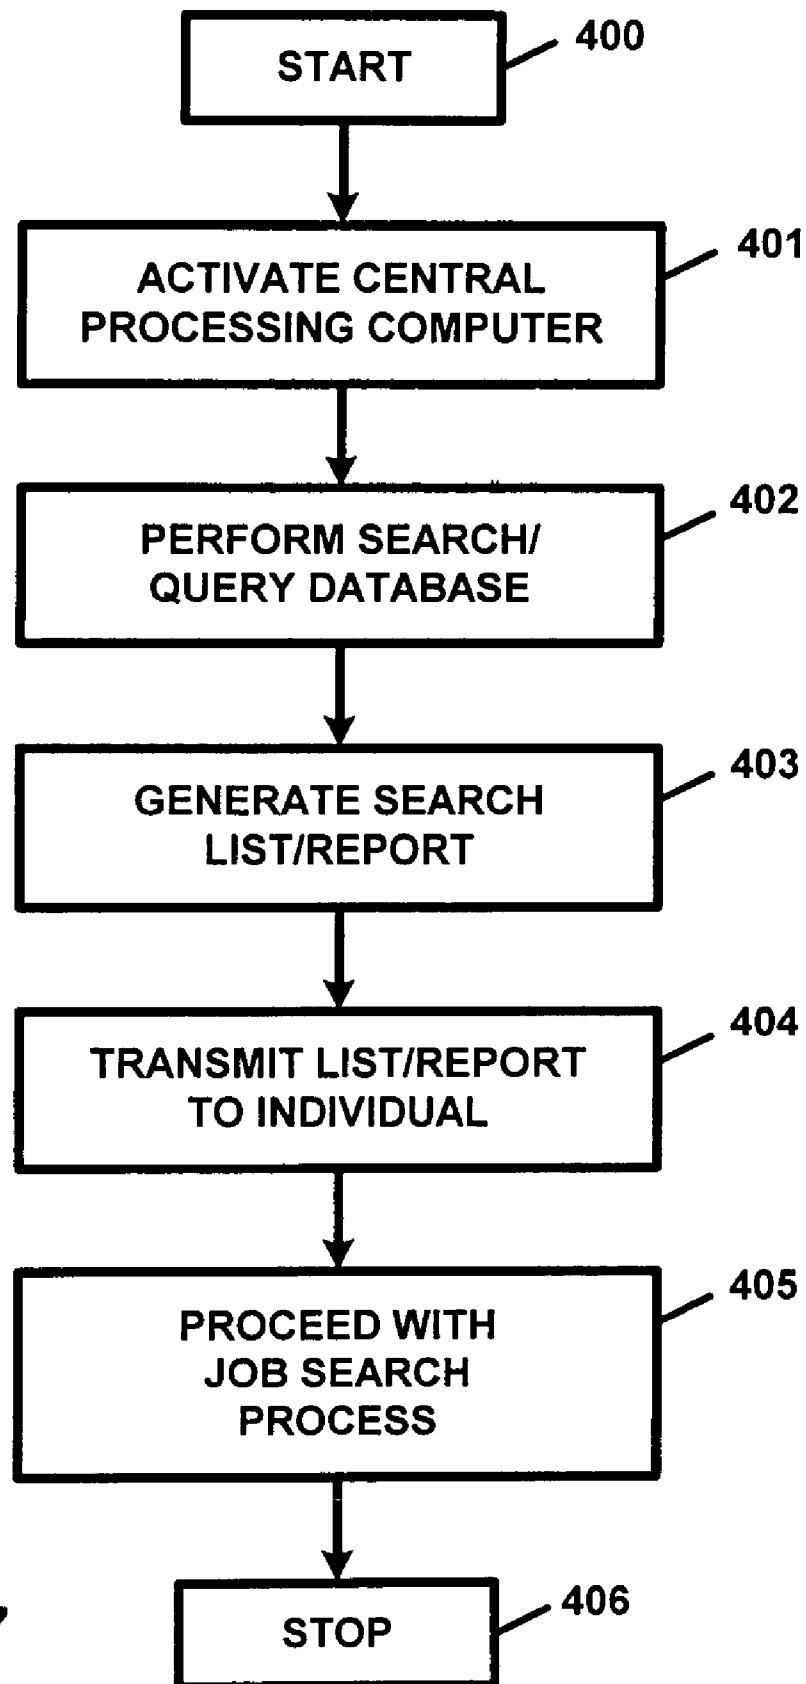 START
400
ACTIVATE CENTRAL
PROCESSING COMPUTER
401
PERFORM SEARCH/
QUERY DATABASE
402
GENERATE SEARCH
LIST/REPORT
403
TRANSMIT LIST/REPORT
TO INDIVIDUAL
404
PROCEED WITH
JOB SEARCH
PROCESS
405
STOP
406